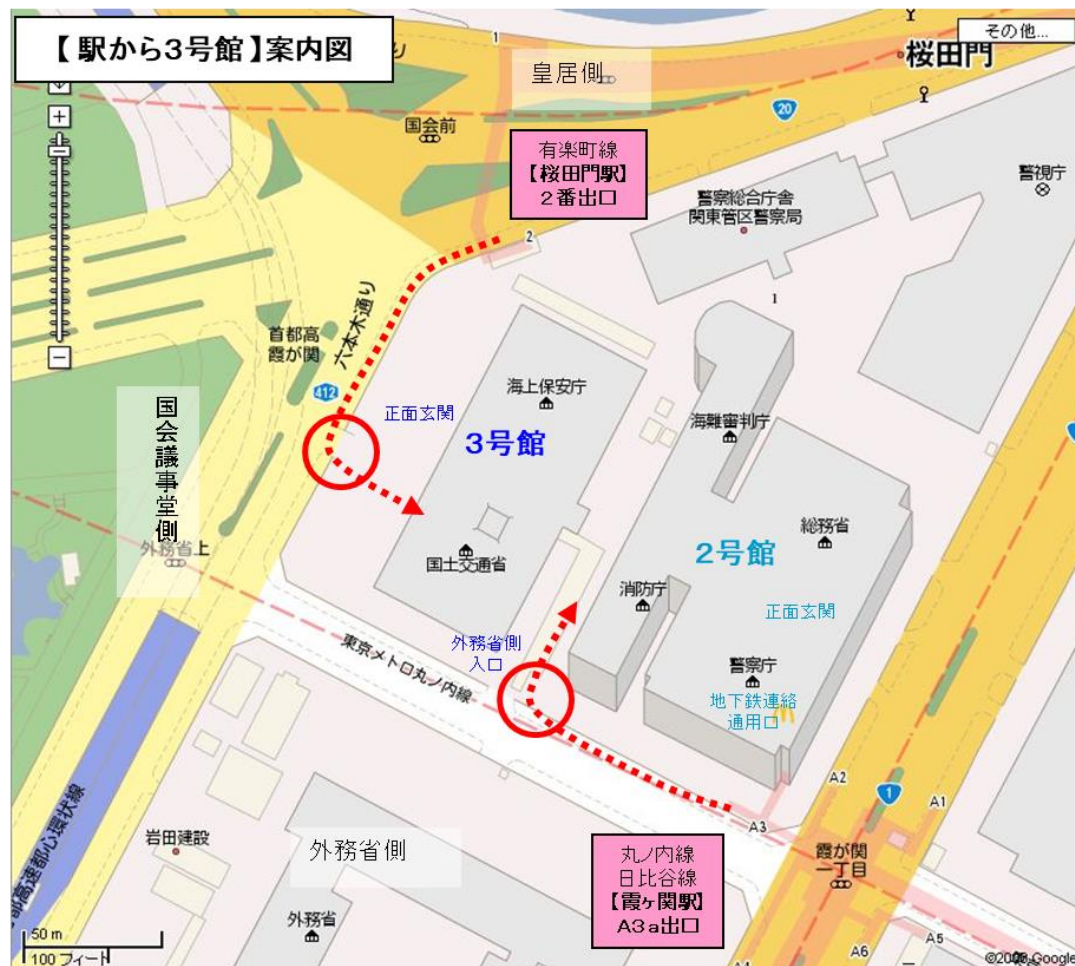 【 駅から3号館】案内図
その他...
桜田門
皇居側
1
20
国会前
有楽町線
【桜田門駅】
2番出口
警視庁
警察総合庁舎
関東管区警察局
2
1
六本木通り
首都高
霞が関
412
海上保安庁
正面玄関
3号館
海難審判庁
国会議事堂側
総務省
2号館
外務省上
国土交通省
消防庁
正面玄関
外務省側
入口
東京メトロ丸ノ内線
警察庁
地下鉄連絡
通用口
A2
1
A1
A3
岩田建設
外務省側
丸ノ内線
日比谷線
【霞ヶ関駅】
A3a出口
霞が関
一丁目
都高速都心環状線
外務省
A5
A6
50 m
100 フィート